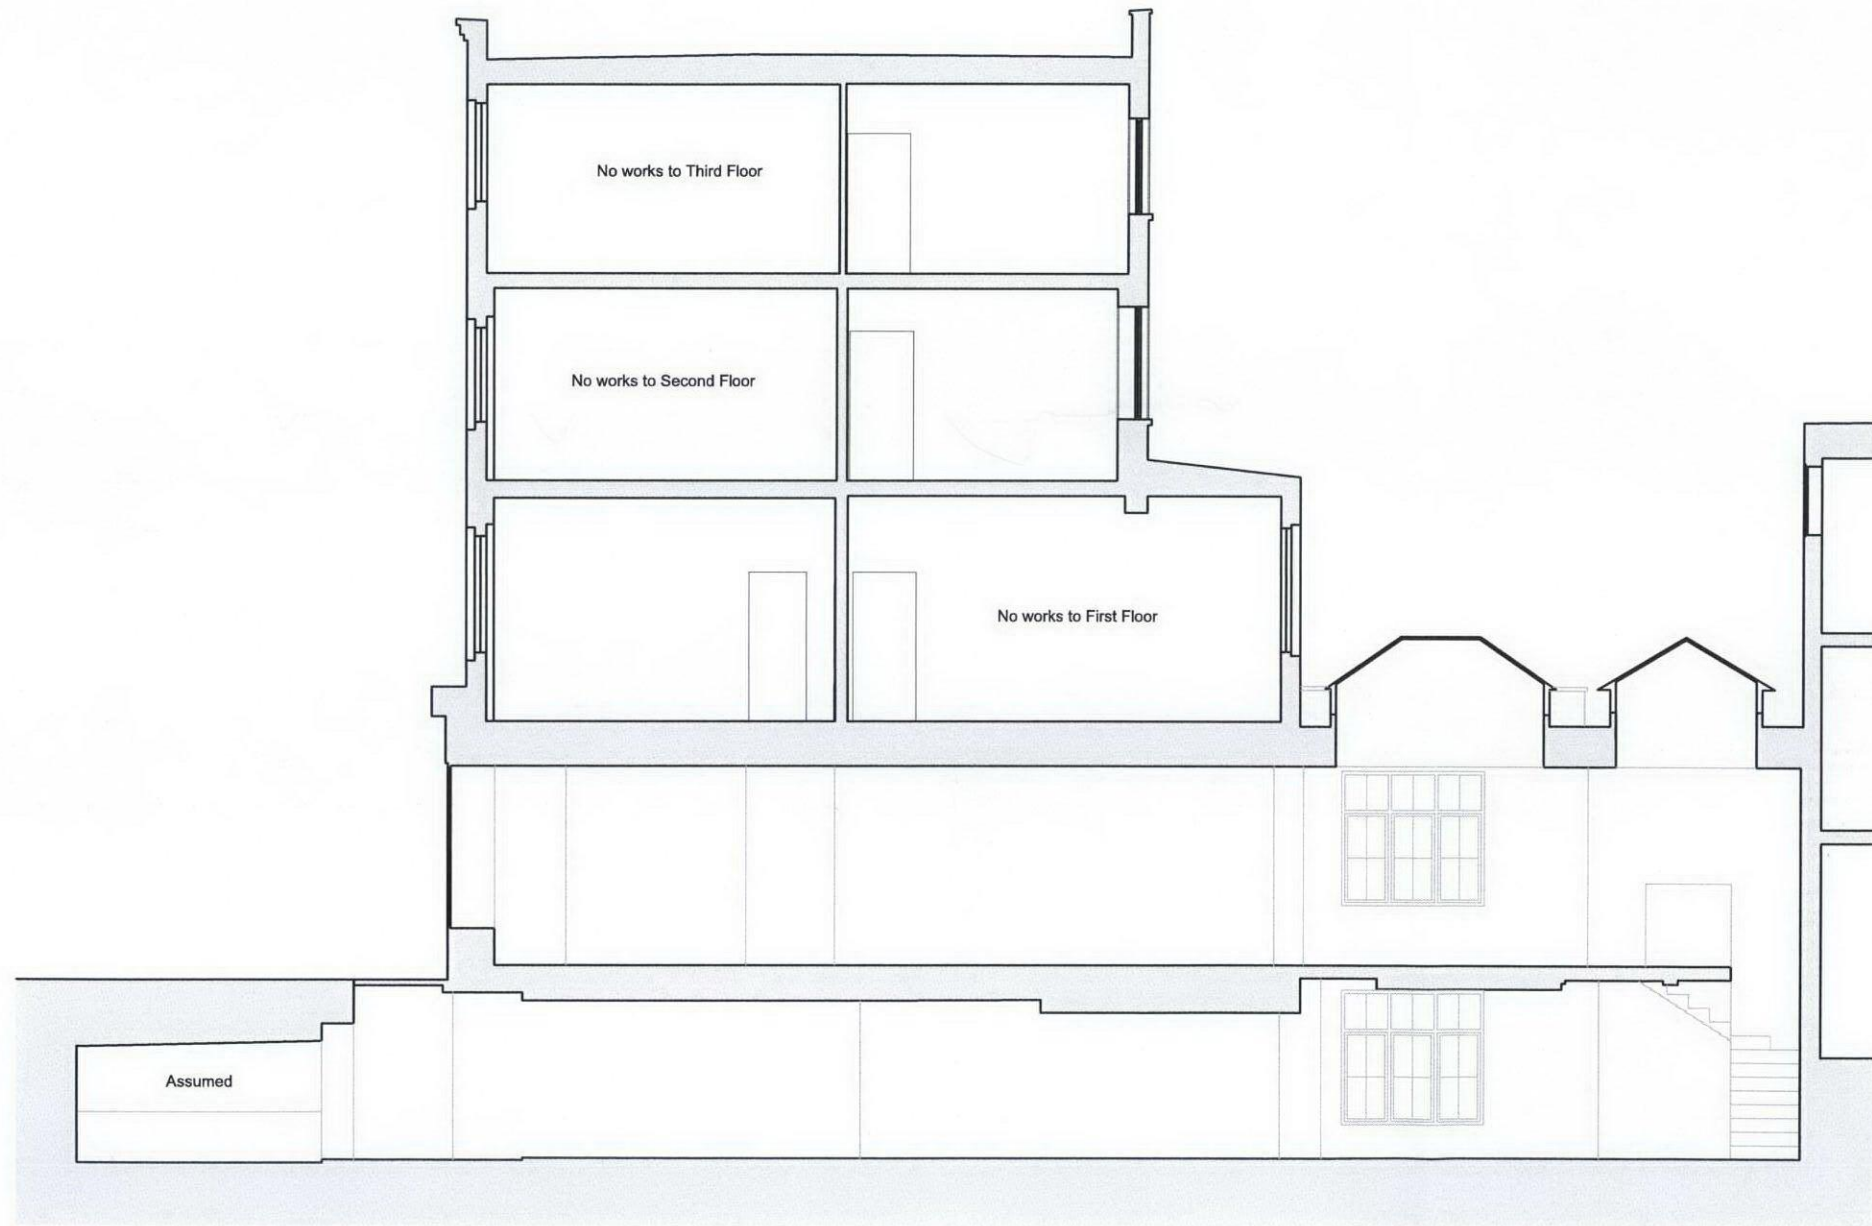 No works to Third Floor
No works to Second Floor
No works to First Floor
Assumed